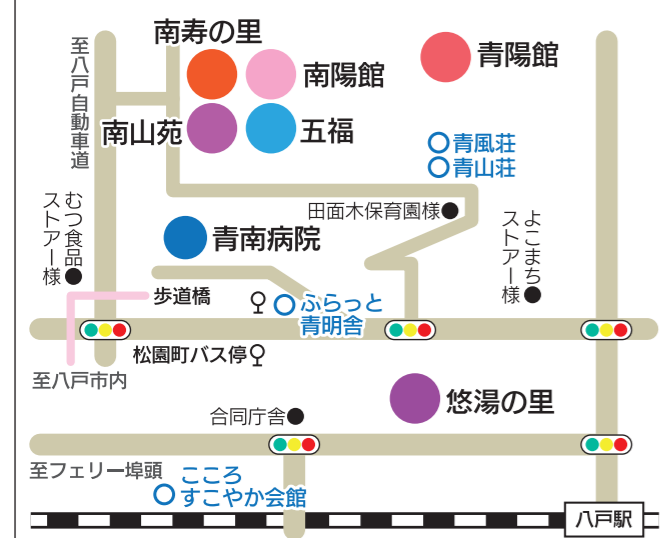 至八戸自動車道
南寿の里
南陽館
青陽館
南山苑
五福
青風荘
青山荘
むつ食品
ストアー様
田面木保育園様
よこまち
ストアー様
青南病院
歩道橋
ふらっと
青明舎
松園町バス停
至八戸市内
悠湯の里
合同庁舎
至フェリー埠頭
こころ
すこやか会館
八戸駅